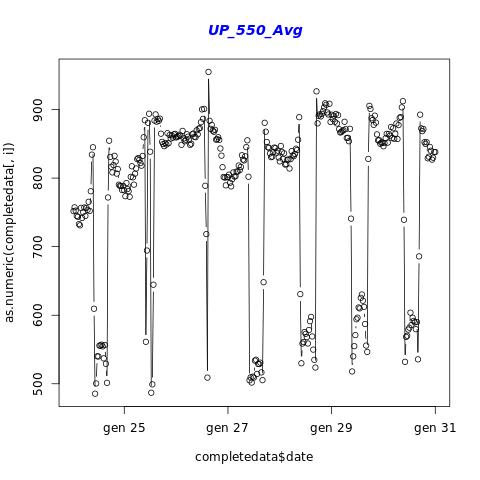 UP_550_Avg
900
800
700
600
500
as.numeric(completedata[, i])
gen 25
gen 27
gen 29
gen 31
completedata$date